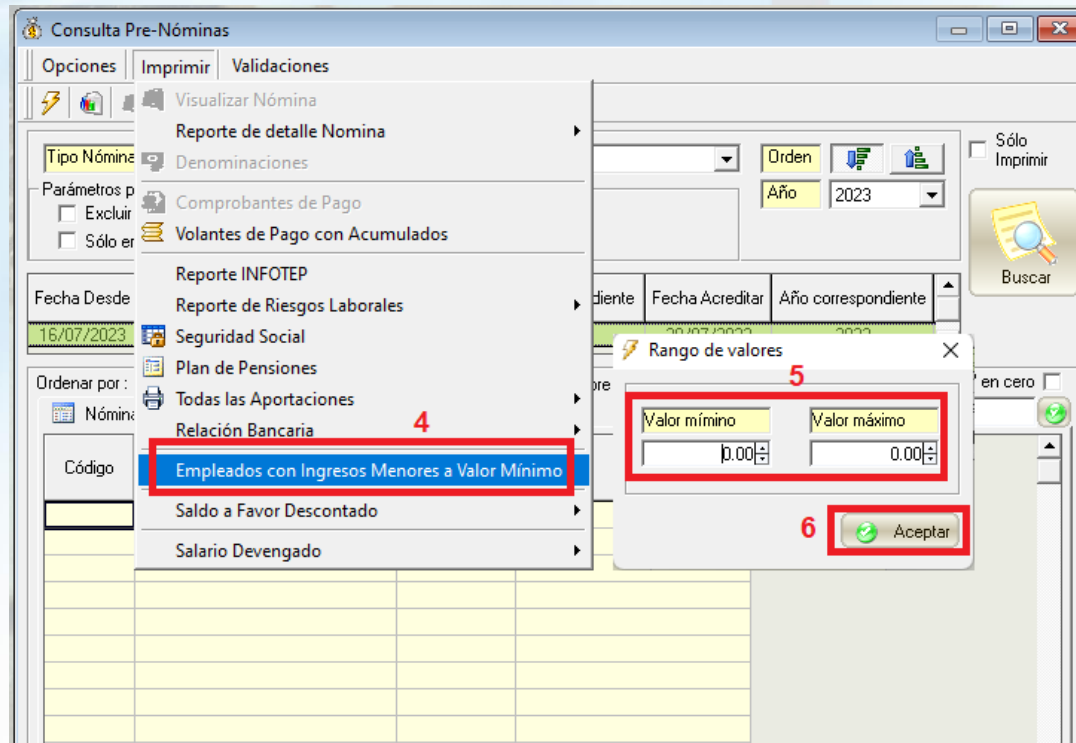 Consulta Pre-Nóminas
Opciones Imprimir Validaciones
Visualizar Nómina
Reporte de detalle Nomina
Denominaciones
Comprobantes de Pago
Volantes de Pago con Acumulados
Reporte INFOTEP
Reporte de Riesgos Laborales
Seguridad Social
Plan de Pensiones
Todas las Aportaciones
Relación Bancaria
4
Empleados con Ingresos Menores a Valor Mínimo
Saldo a Favor Descontado
Salario Devengado
Tipo Nómina
Orden
Sólo
Imprimir
Parámetros p
Año 2023
Excluir
Sólo er
Buscar
Fecha Desde
diente Fecha Acreditar Año correspondiente
16/07/2023
2023
Ordenar por :
bre
en cero
Nómina
Código
Rango de valores
5
Valor mímino Valor máximo
0.00 0.00
6 Aceptar